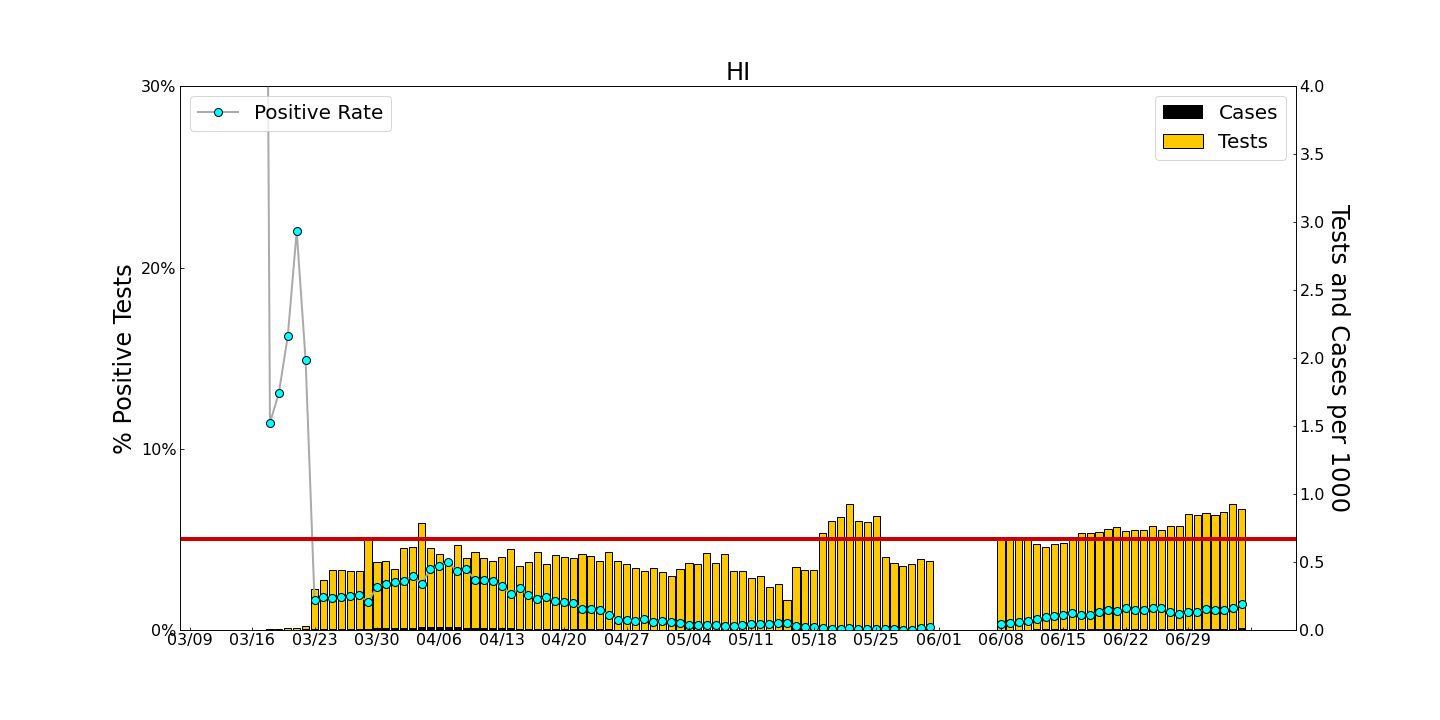 HI
Positive Rate
Cases
Tests
% Positive Tests
30%
20%
10%
0%
Tests and Cases per 1000
4.0
3.5
3.0
2.5
2.0
1.5
1.0
0.5
0.0
03/09 03/16 03/23 03/30 04/06 04/13 04/20 04/27 05/04 05/11 05/18 05/25 06/01 06/08 06/15 06/22 06/29